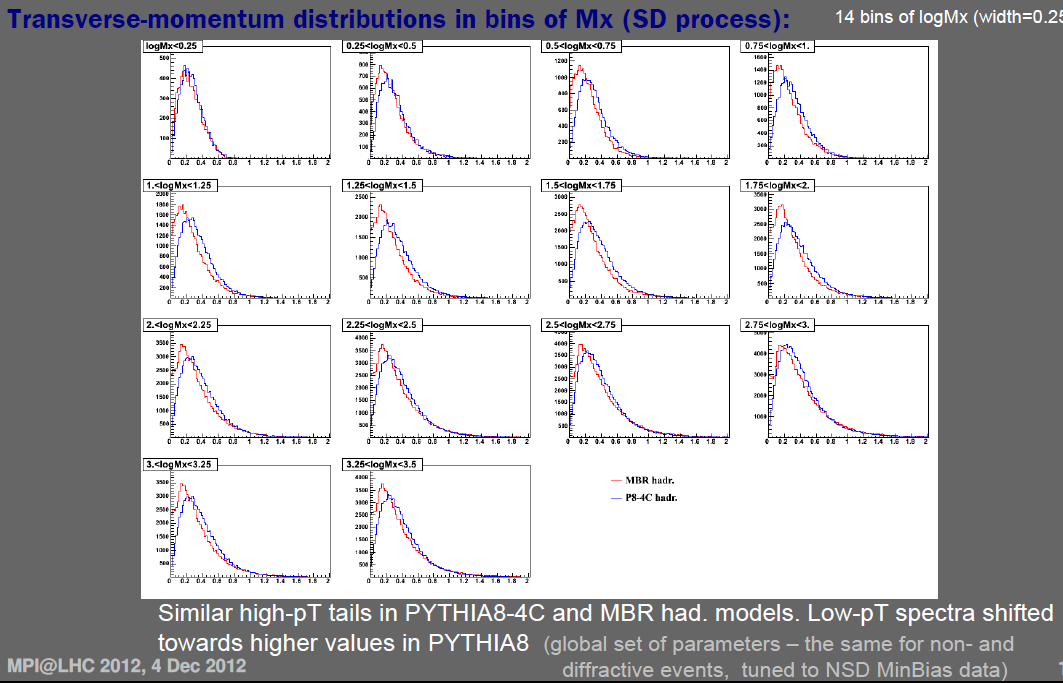 Transverse-momentum distributions in bins of Mx (SD process):
14 bins of logMx (width=0.25
logMx<0.25
0.25<logMx<0.5
0.5<logMx<0.75
0.75<logMx<1.
1.<logMx<1.25
1.25<logMx<1.5
1.5<logMx<1.75
1.75<logMx<2.
2.<logMx<2.25
2.25<logMx<2.5
2.5<logMx<2.75
2.75<logMx<3.
3.<logMx<3.25
3.25<logMx<3.5
MBR hadr.
P8-4C hadr.
Similar high-pT tails in PYTHIA8-4C and MBR had. models. Low-pT spectra shifted
towards higher values in PYTHIA8 (global set of parameters – the same for non- and
MPI@LHC 2012, 4 Dec 2012
diffractive events, tuned to NSD MinBias data)